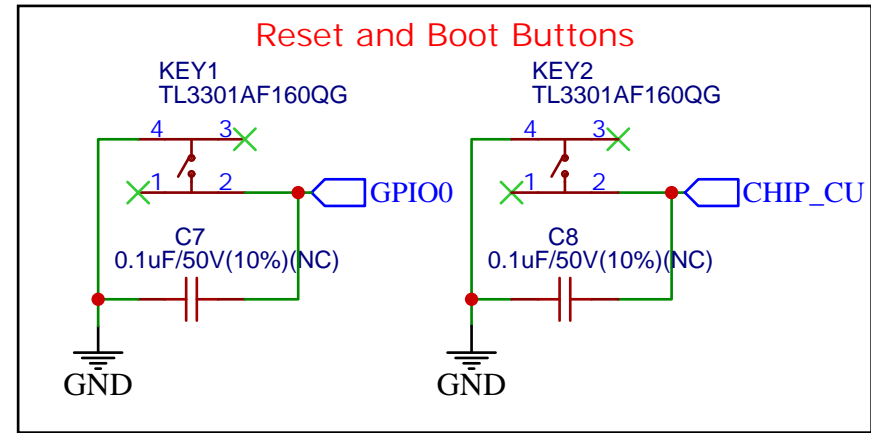 Reset and Boot Buttons
KEY1
TL3301AF160QG
4 3
1 2
GPIO0
C7
0.1uF/50V(10%)(NC)
GND
KEY2
TL3301AF160QG
4 3
1 2
CHIP_CU
C8
0.1uF/50V(10%)(NC)
GND